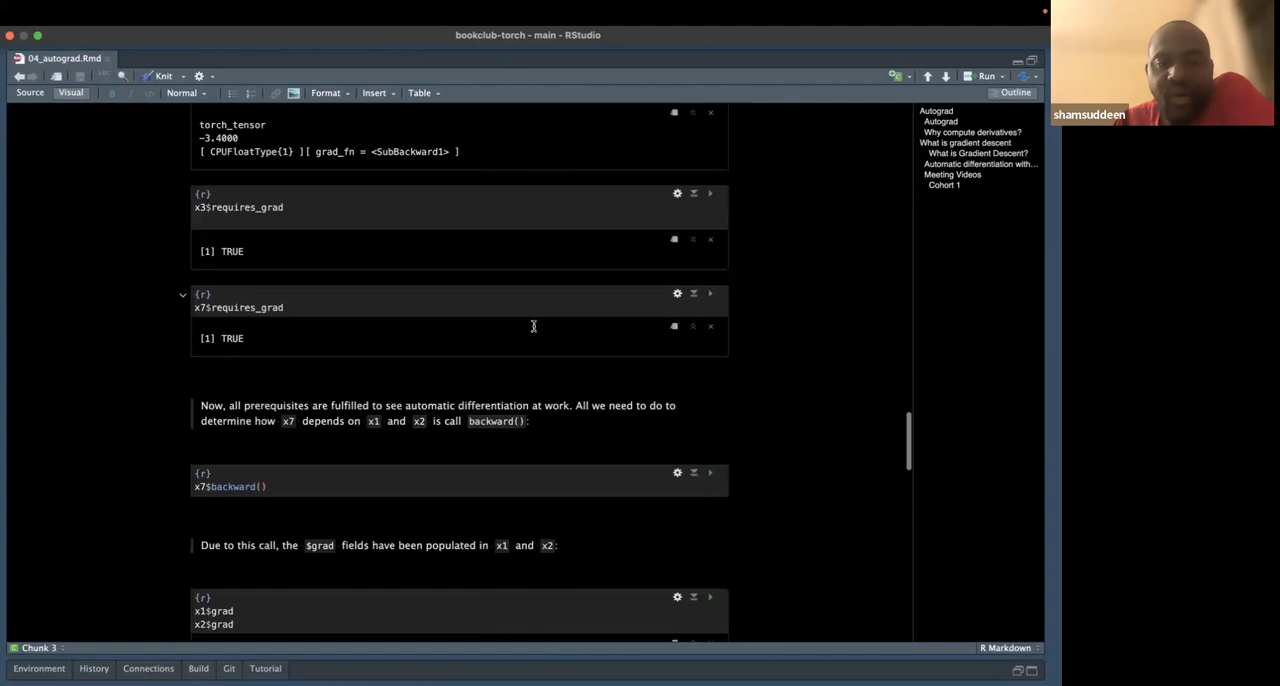 bookclub-torch - main - RStudio
04_autograd.Rmd
Knit
Run
Source
Visual
B
I
Normal
Format
Insert
Table
Outline
torch_tensor
-3.4000
[ CPUFloatType{1} ][ grad_fn = <SubBackward1> ]
{r}
x3$requires_grad
[1] TRUE
{r}
x7$requires_grad
[1] TRUE
Now, all prerequisites are fulfilled to see automatic differentiation at work. All we need to do to
determine how x7 depends on x1 and x2 is call backward():
{r}
x7$backward()
Due to this call, the $grad fields have been populated in x1 and x2:
{r}
x1$grad
x2$grad
Autograd
Autograd
Why compute derivatives?
What is gradient descent
What is Gradient Descent?
Automatic differentiation with...
Meeting Videos
Cohort 1
Chunk 3
R Markdown
Environment
History
Connections
Build
Git
Tutorial
shamsuddeen